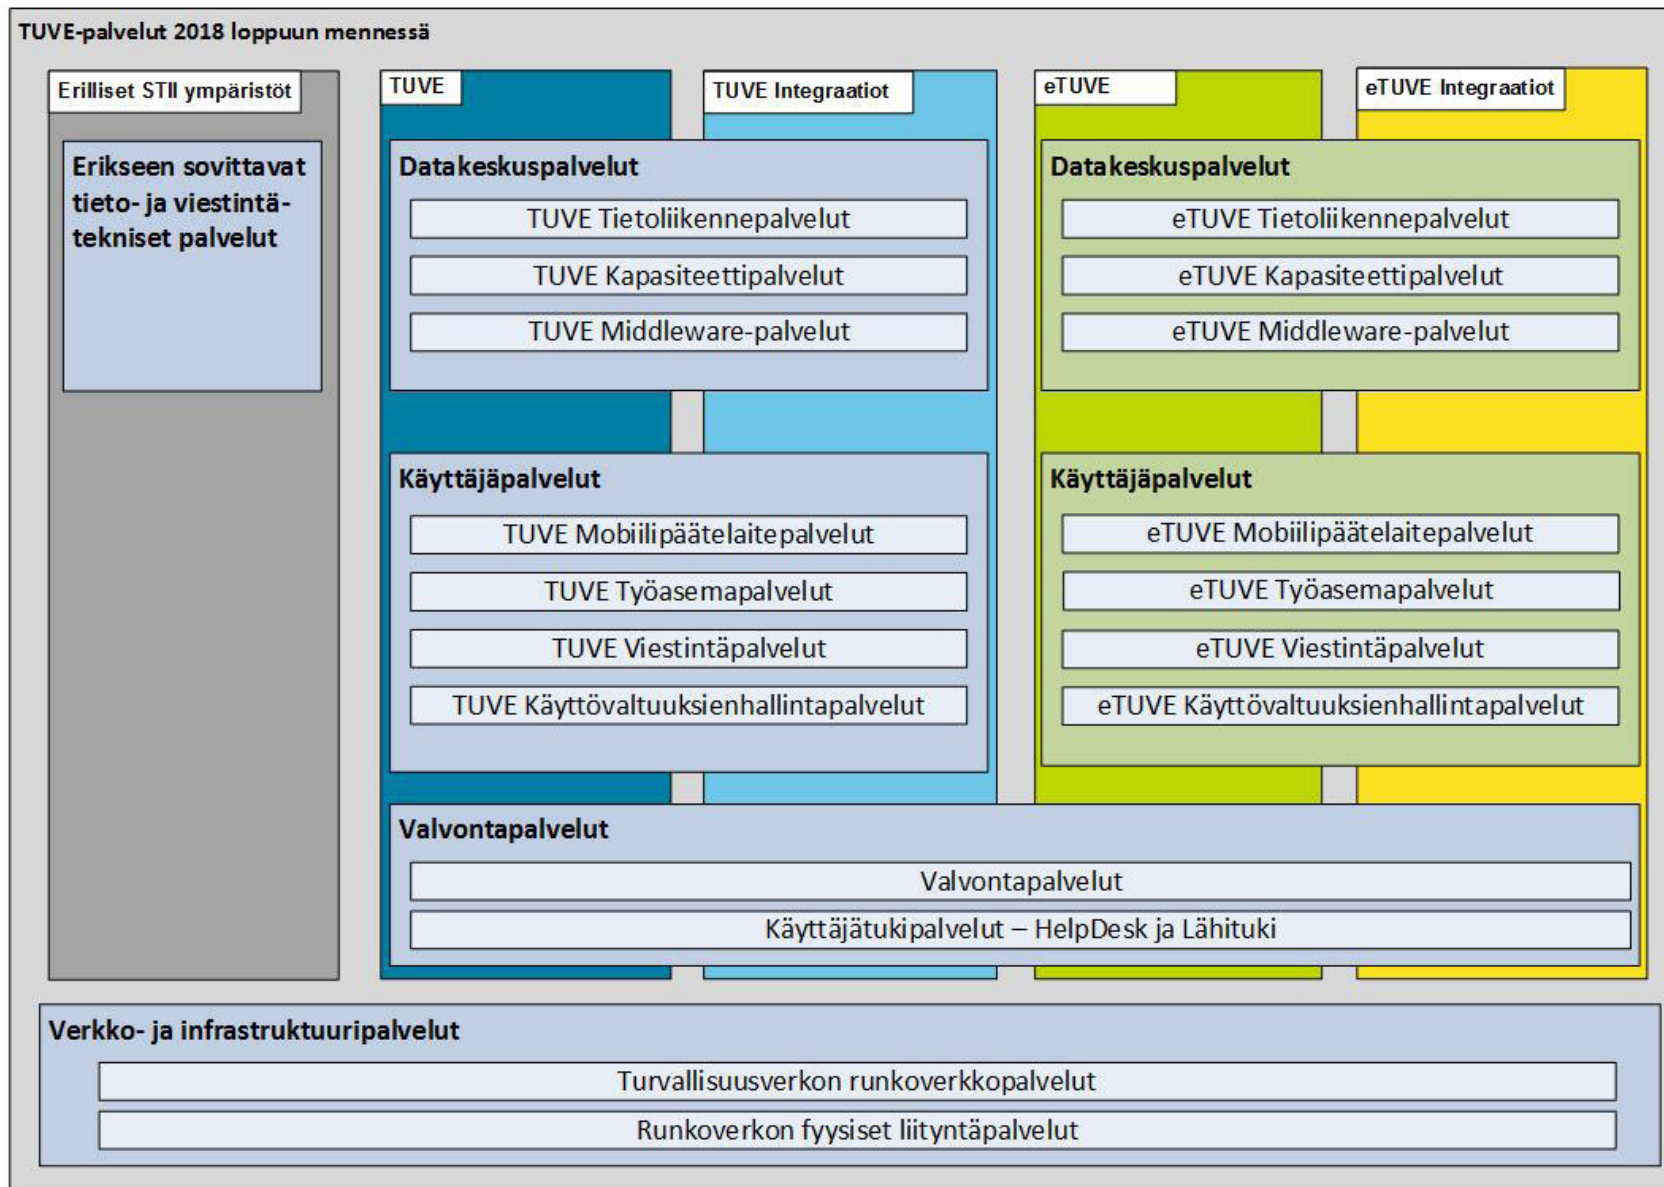 TUVE-palvelut 2018 loppuun mennessä
Erilliset STII ympäristöt
Erikseen sovittavat
tieto- ja viestintä-
tekniset palvelut
TUVE
TUVE Integraatiot
Datakeskuspalvelut
TUVE Tietoliikennepalvelut
TUVE Kapasiteettipalvelut
TUVE Middleware-palvelut
Käyttäjäpalvelut
TUVE Mobiilipäätelaitepalvelut
TUVE Työasemapalvelut
TUVE Viestintäpalvelut
TUVE Käyttövaltuuksienhallintapalvelut
eTUVE
eTUVE Integraatiot
Datakeskuspalvelut
eTUVE Tietoliikennepalvelut
eTUVE Kapasiteettipalvelut
eTUVE Middleware-palvelut
Käyttäjäpalvelut
eTUVE Mobiilipäätelaitepalvelut
eTUVE Työasemapalvelut
eTUVE Viestintäpalvelut
eTUVE Käyttövaltuuksienhallintapalvelut
Valvontapalvelut
Valvontapalvelut
Käyttäjätukipalvelut – HelpDesk ja Lähituki
Verkko- ja infrastruktuuripalvelut
Turvallisuusverkon runkoverkkopalvelut
Runkoverkon fyysiset liityntäpalvelut